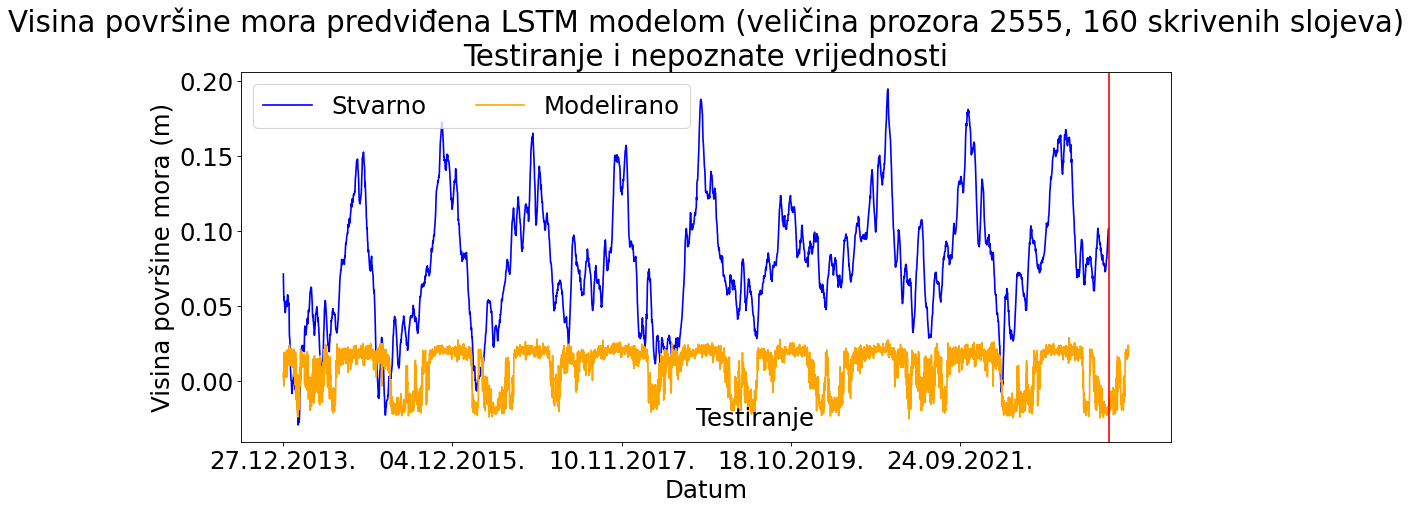 Visina površine mora predviđena LSTM modelom (veličina prozora 2555, 160 skrivenih slojeva)
Testiranje i nepoznate vrijednosti
Stvarno
Modelirano
Visina površine mora (m)
0.20
0.15
0.10
0.05
0.00
Testiranje
27.12.2013.
04.12.2015.
10.11.2017.
18.10.2019.
24.09.2021.
Datum